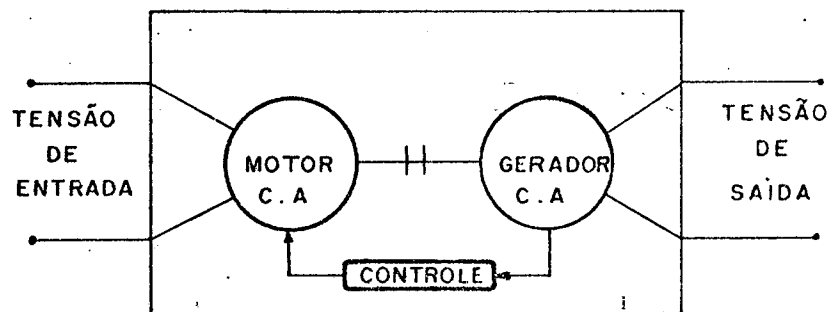 TENSÃO
DE
ENTRADA
MOTOR
C.A
GERADOR
C.A
CONTROLE
TENSÃO
DE
SAÍDA